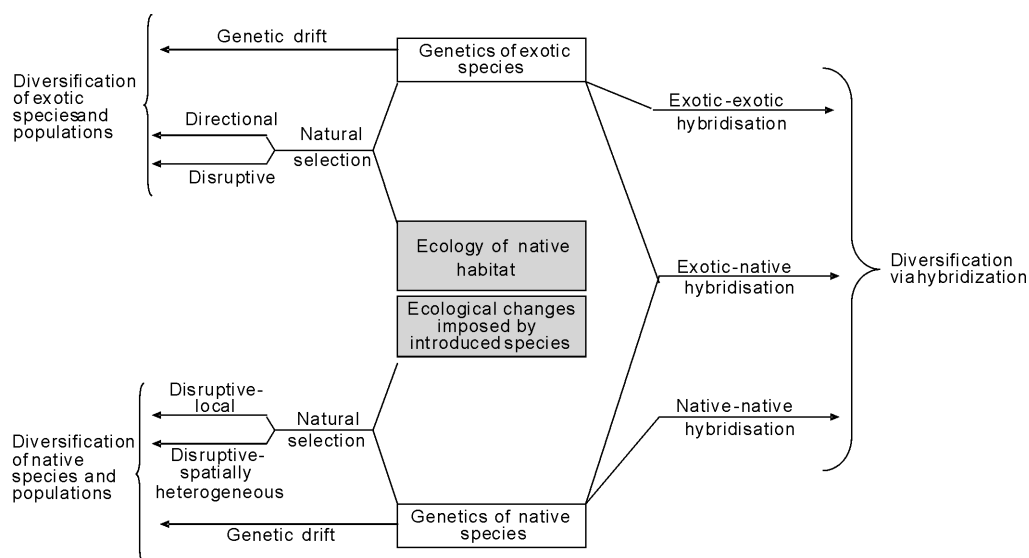 Genetic drift
Genetics of exotic
species
Diversification
of exotic
species and
populations
Directional
Natural
selection
Disruptive
Exotic-exotic
hybridisation
Ecology of native
habitat
Exotic-native
hybridisation
Diversification
via hybridization
Ecological changes
imposed by
introduced species
Disruptive-
local
Natural
selection
Native-native
hybridisation
Diversification
of native
species and
populations
Disruptive-
spatially
heterogeneous
Genetics of native
species
Genetic drift